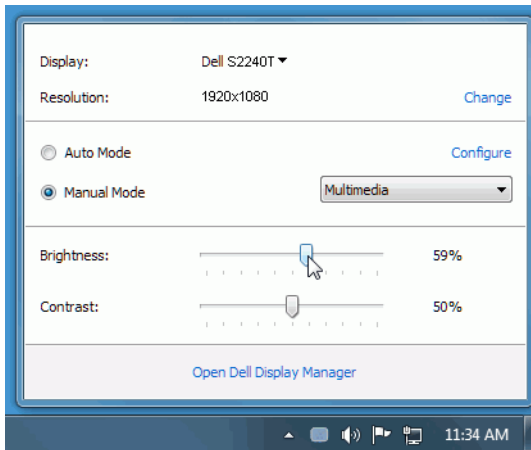 Display: Dell S2240T
Resolution: 1920x1080 Change
Auto Mode Configure
Manual Mode Multimedia
Brightness: 59%
Contrast: 50%
Open Dell Display Manager
11:34 AM